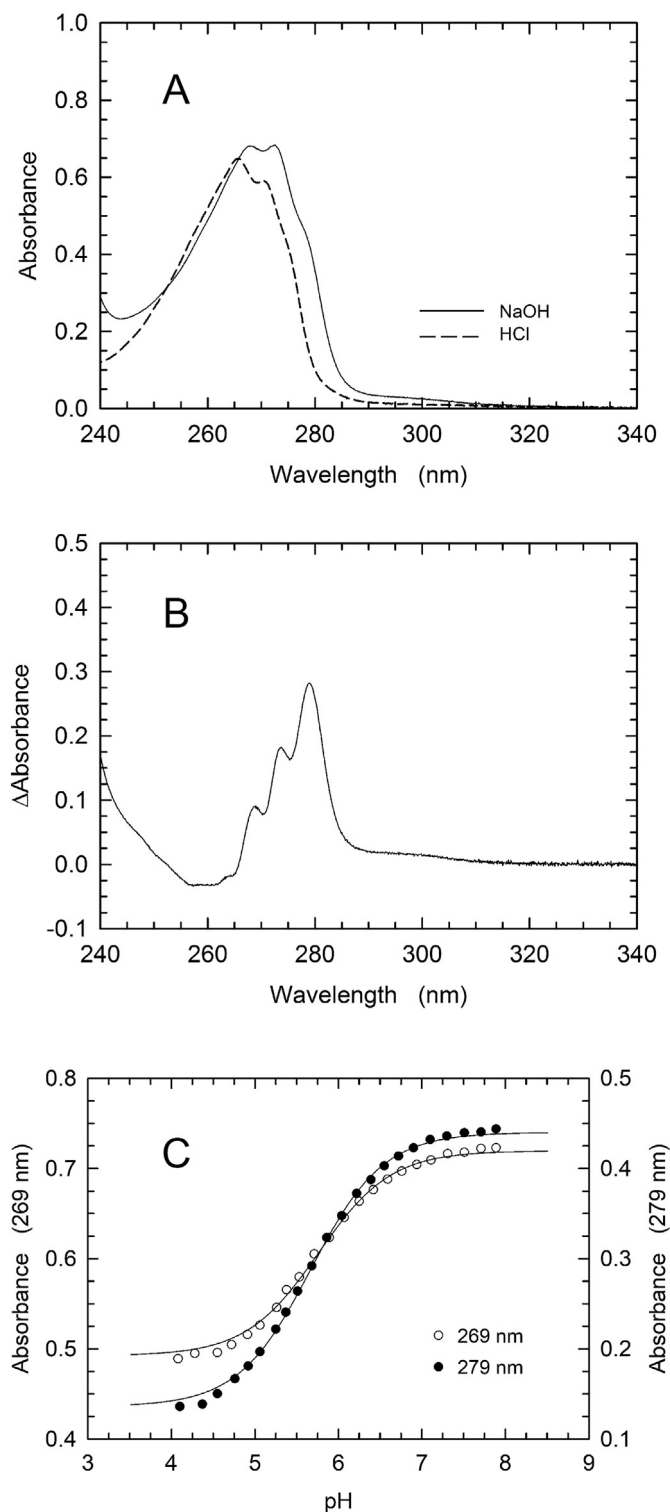 1.0
A
0.8
0.6
Absorbance
0.4
NaOH
HCl
0.2
0.0
240 260 280 300 320 340
Wavelength (nm)
0.5
B
0.4
0.3
ΔAbsorbance
0.2
0.1
0.0
-0.1
240 260 280 300 320 340
Wavelength (nm)
0.8 0.5
C
0.7 0.4
Absorbance (269 nm)
0.6 0.3
Absorbance (279 nm)
0.5 0.2
269 nm
279 nm
0.4 0.1
3 4 5 6 7 8 9
pH